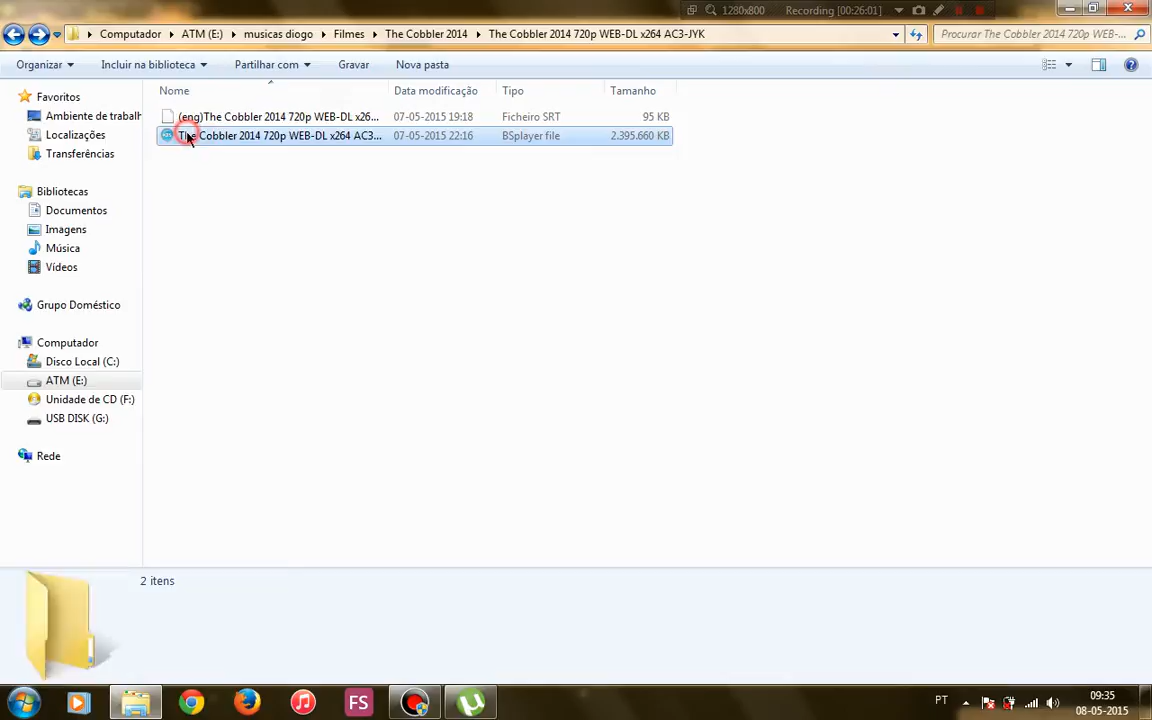 1280x800 Recording [00:26:01]
Computador ATM (E:) musicas diogo Filmes The Cobbler 2014 The Cobbler 2014 720p WEB-DL x264 AC3-JYK Procurar The Cobbler 2014 720p WEB-...
Organizar Incluir na biblioteca Partilhar com Gravar Nova pasta
Nome Data modificação Tipo Tamanho
Favoritos
Ambiente de trabalh
Localizações
Transferências
Bibliotecas
Documentos
Imagens
Música
Vídeos
Grupo Doméstico
Computador
Disco Local (C:)
ATM (E:)
Unidade de CD (F:)
USB DISK (G:)
Rede
(eng)The Cobbler 2014 720p WEB-DL x26... 07-05-2015 19:18 Ficheiro SRT 95 KB
The Cobbler 2014 720p WEB-DL x264 AC3... 07-05-2015 22:16 BSplayer file 2.395.660 KB
2 itens
FS
PT
09:35
08-05-2015